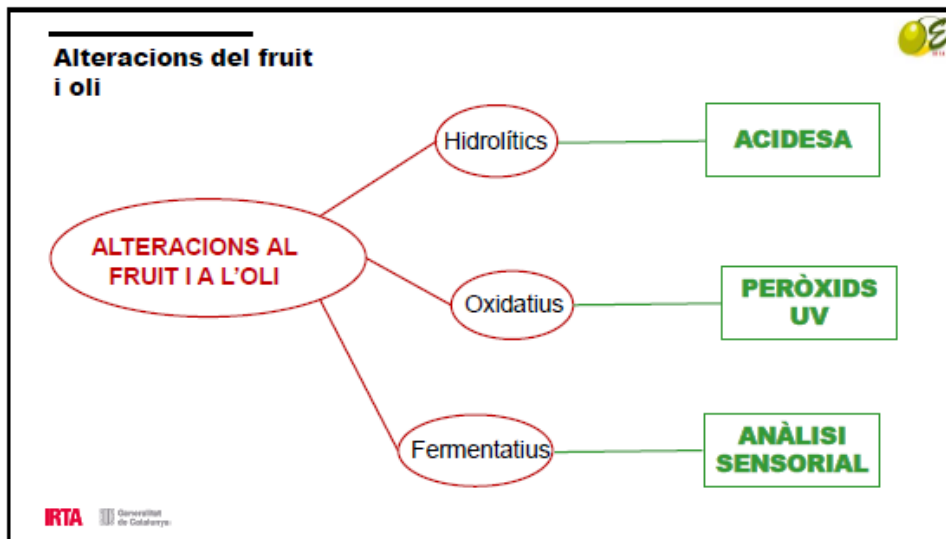 Alteracions del fruit
i oli
Hidrolítics
ACIDESA
ALTERACIONS AL
FRUIT I A L'OLI
Oxidatius
PERÒXIDS
UV
Fermentatius
ANÀLISI
SENSORIAL
IRTA
Generalitat
de Catalunya